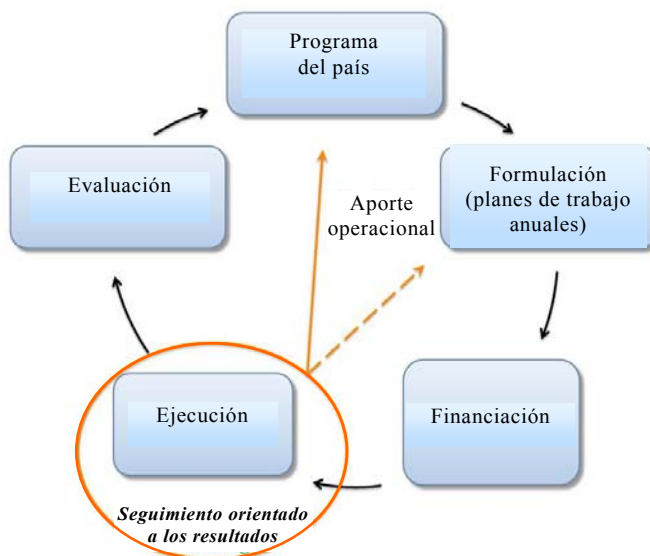 Programa
del país
Evaluación
Formulación
(planes de trabajo
anuales)
Aporte
operacional
Ejecución
Financiación
Seguimiento orientado
a los resultados